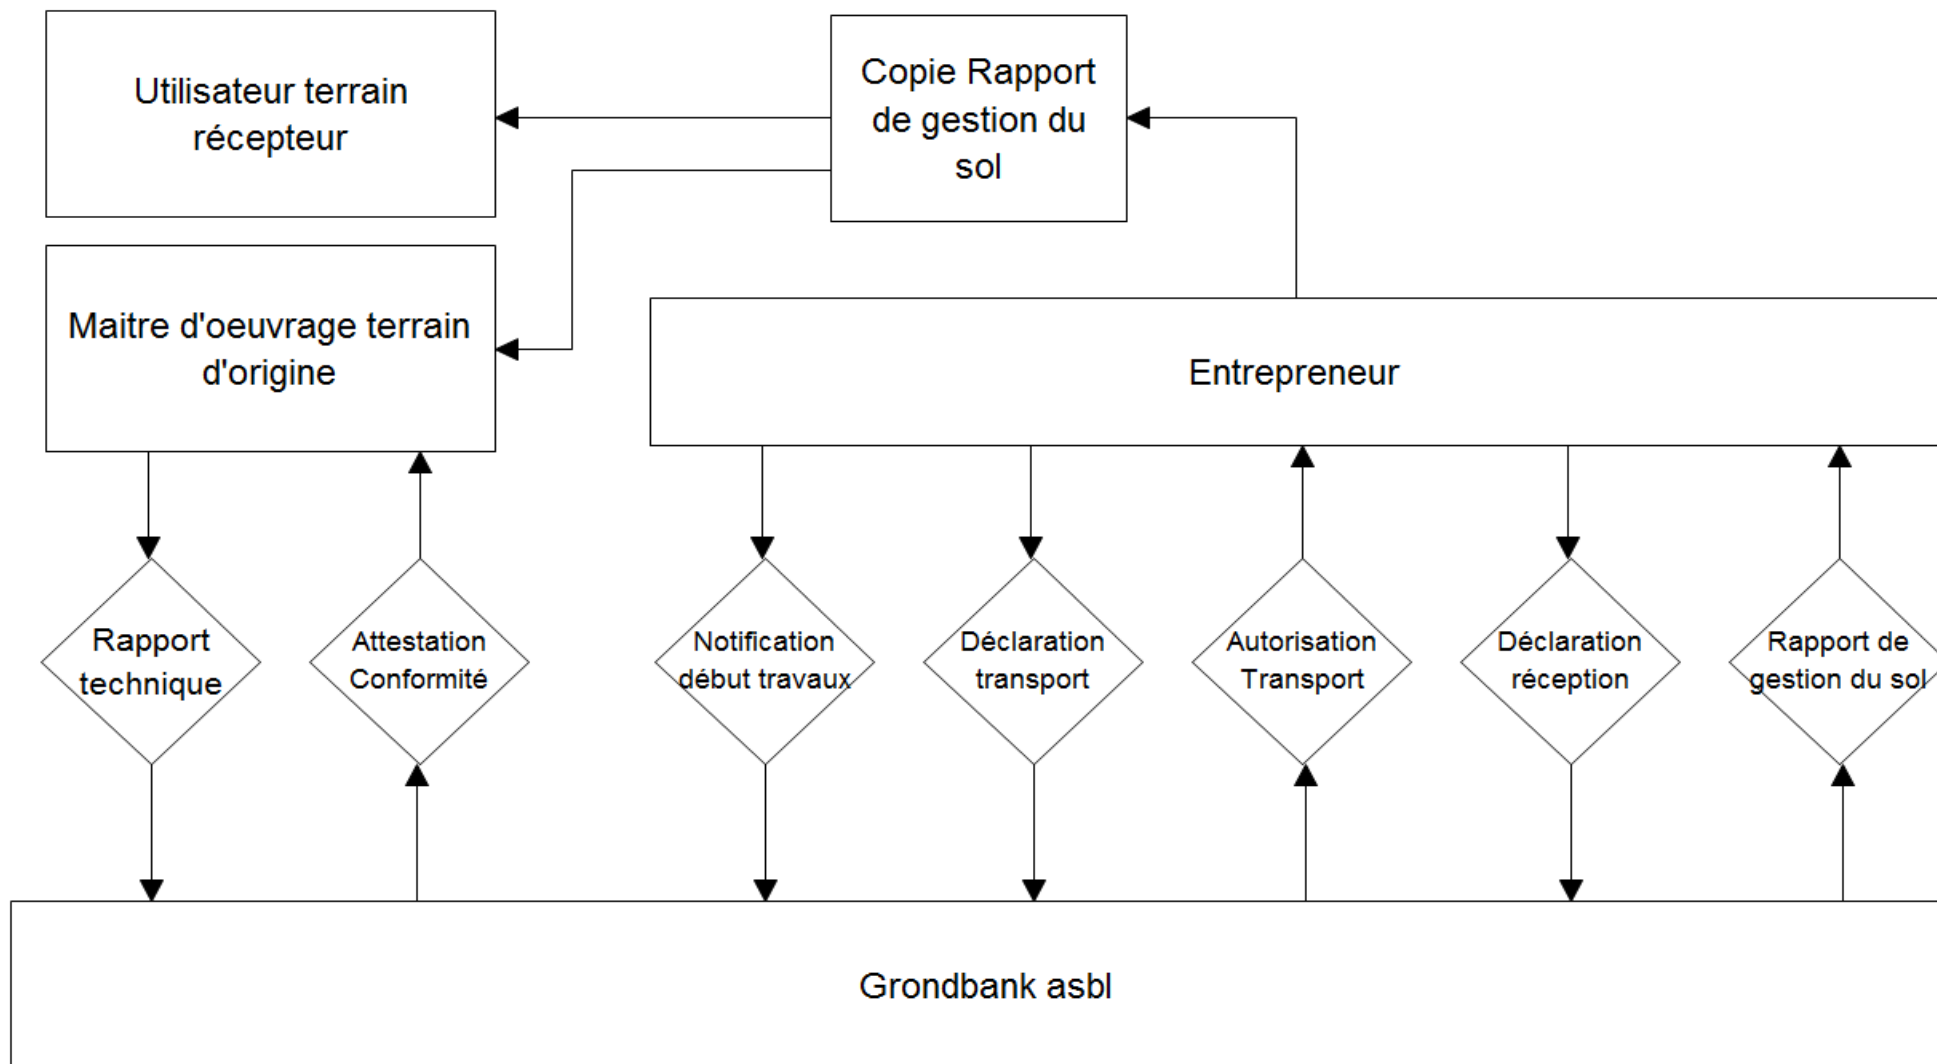 Utilisateur terrain
récepteur
Copie Rapport
de gestion du
sol
Maitre d'oeuvrage terrain
d'origine
Entrepreneur
Rapport
technique
Attestation
Conformité
Notification
début travaux
Déclaration
transport
Autorisation
Transport
Déclaration
réception
Rapport de
gestion du sol
Grondbank asbl